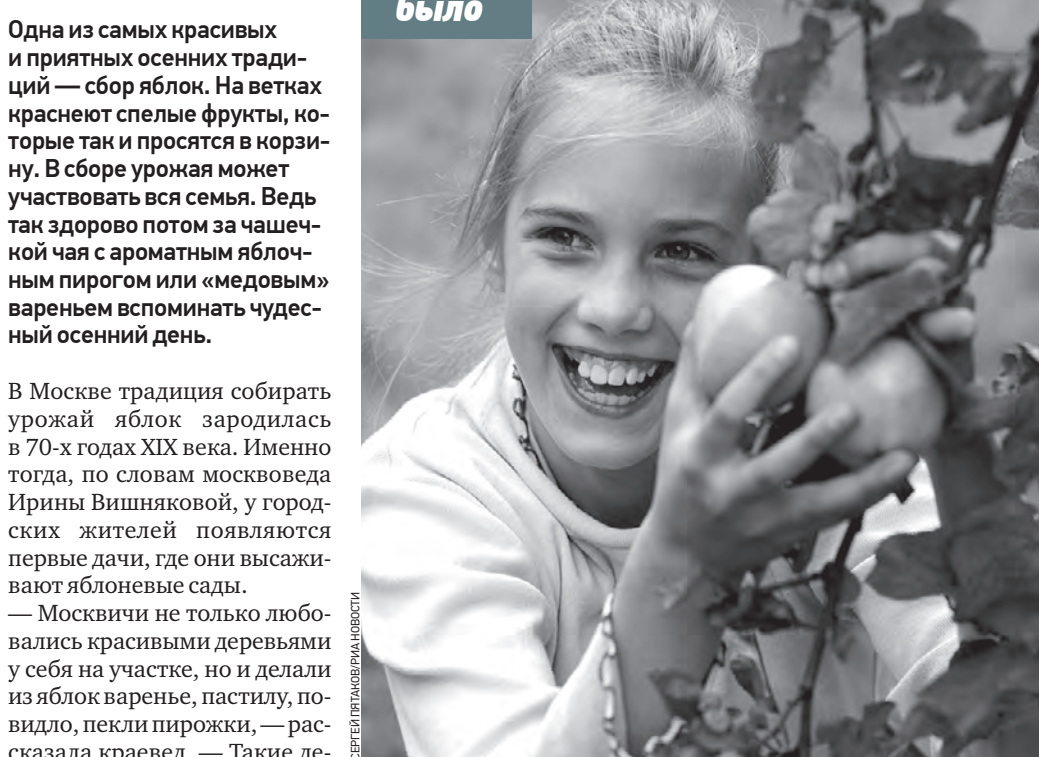 было
Одна из самых красивых
и приятных осенних тради-
ций — сбор яблок. На ветках
краснеют спелые фрукты, ко-
торые так и просятся в корзи-
ну. В сборе урожая может
участвовать вся семья. Ведь
так здорово потом за чашеч-
кой чая с ароматным яблоч-
ным пирогом или «медовым»
вареньем вспоминать чудес-
ный осенний день.
В Москве традиция собирать
урожай яблок зародилась
в 70-х годах XIX века. Именно
тогда, по словам москвоведа
Ирины Вишняковой, у город-
ских жителей появляются
первые дачи, где они высажи-
вают яблоневые сады.
— Москвичи не только любо-
вались красивыми деревьями
у себя на участке, но и делали
из яблок варенье, пастилу, по-
видло, пекли пирожки, — рас-
сказала краевед. — Такие де-
СЕРГЕЙ ПЯТАКОВ/РИА НОВОСТИ